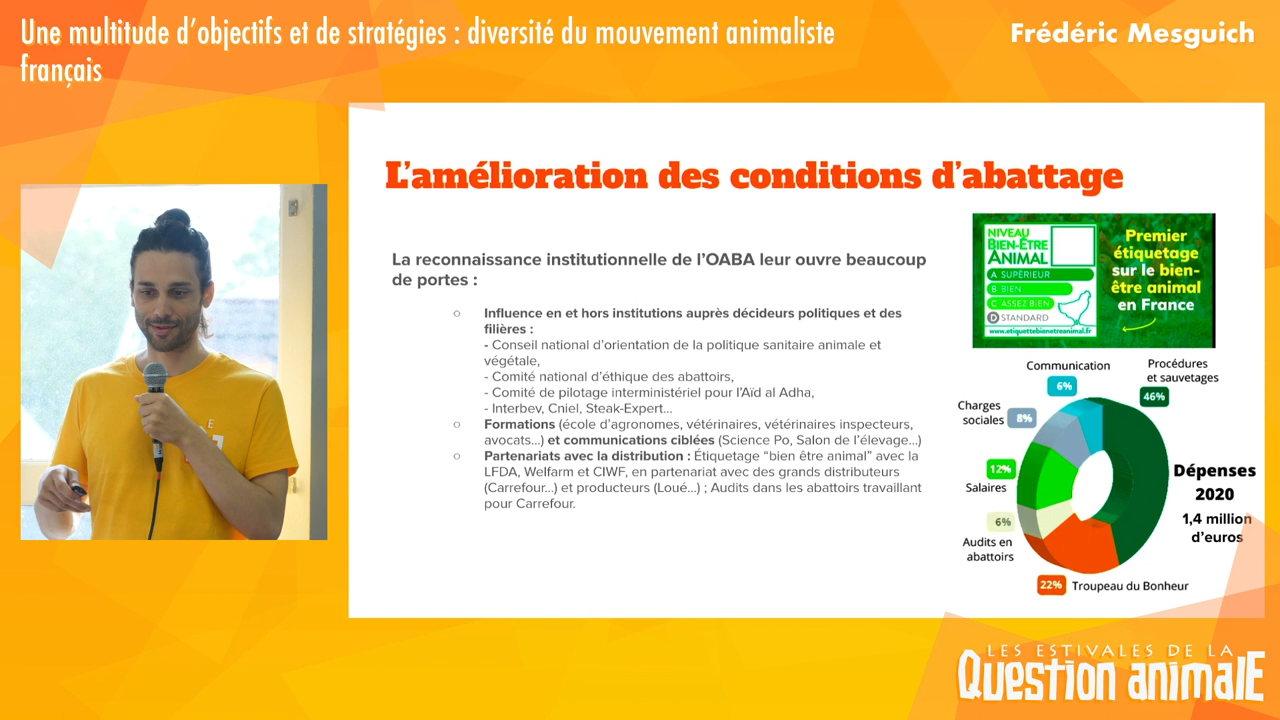 Une multitude d'objectifs et de stratégies : diversité du mouvement animaliste
français
Frédéric Mesguich
L'amélioration des conditions d'abattage
La reconnaissance institutionnelle de l'OABA leur ouvre beaucoup
de portes :
○ Influence en et hors institutions auprès décideurs politiques et des
filières :
- Conseil national d'orientation de la politique sanitaire animale et
végétale,
- Comité national d'éthique des abattoirs,
- Comité de pilotage interministériel pour l'Aïd al Adha,
- Interbev, Cniel, Steak-Expert...
○ Formations (école d'agronomes, vétérinaires, vétérinaires inspecteurs,
avocats...) et communications ciblées (Science Po, Salon de l'élevage...)
○ Partenariats avec la distribution : Étiquetage “bien être animal” avec la
LFDA, Welfarm et CIWF, en partenariat avec des grands distributeurs
(Carrefour...) et producteurs (Loué...) ; Audits dans les abattoirs travaillant
pour Carrefour.
NIVEAU
BIEN-ÊTRE
ANIMAL
A SUPÉRIEUR
B BIEN
C ASSEZ BIEN
D STANDARD
www.etiquettebienetreanimal.fr
Premier
étiquetage
sur le bien-
être animal
en France
Communication
6%
Procédures
et sauvetages
46%
Charges
sociales
8%
12%
Salaires
6%
Audits en
abattoirs
22%
Troupeau du Bonheur
Dépenses
2020
1,4 million
d'euros
LES ESTIVALES DE LA
QUESTION ANIMALE